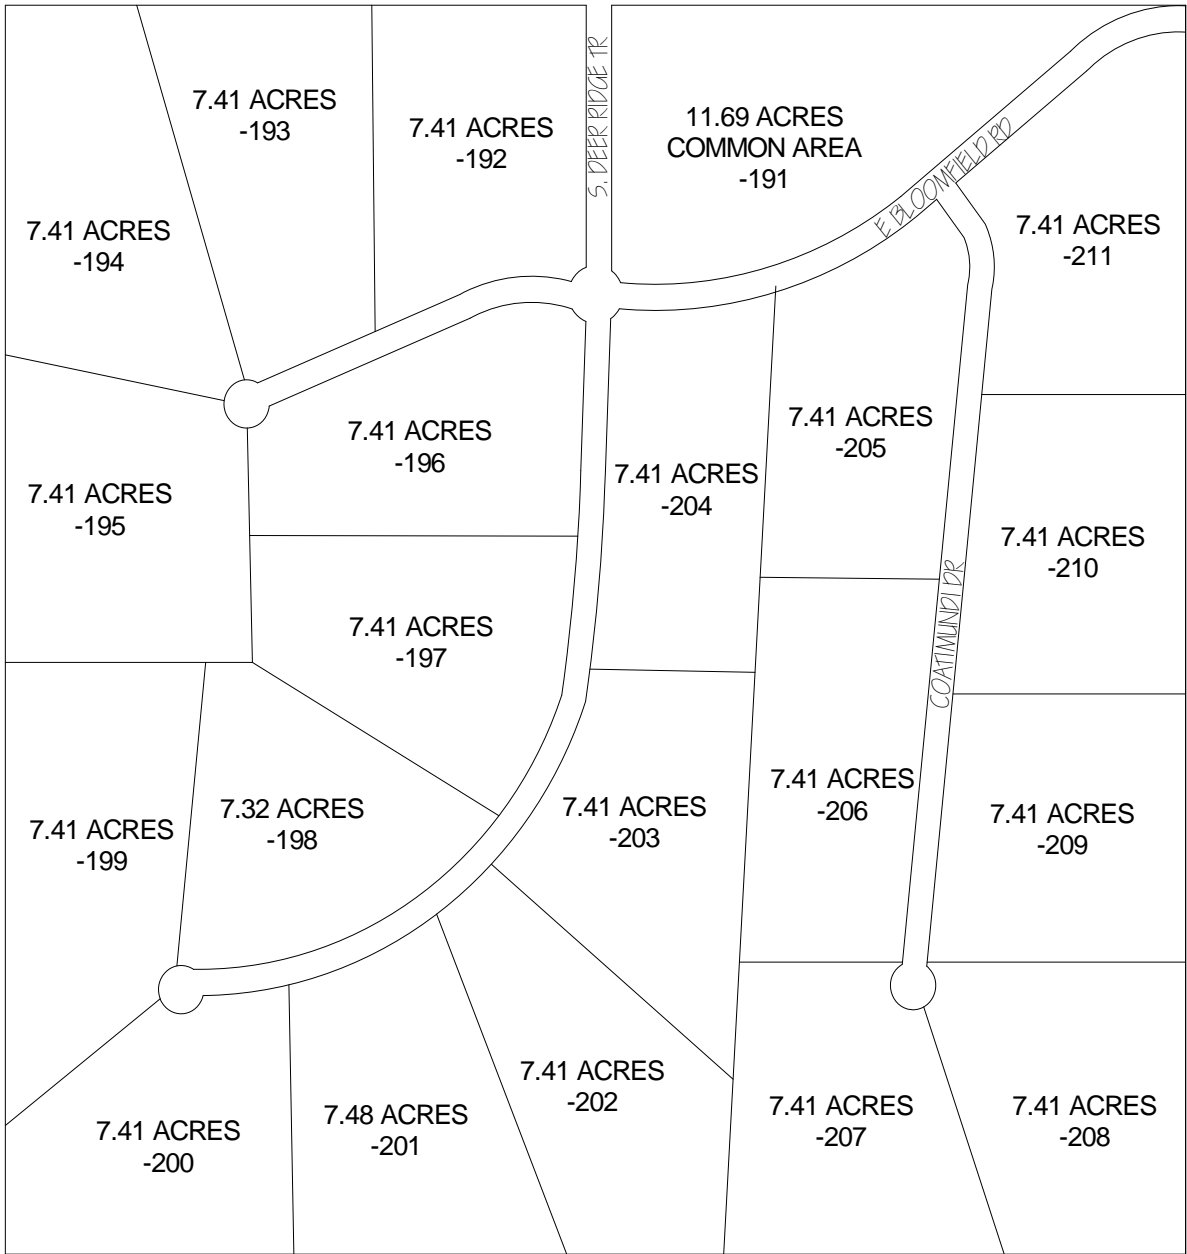 7.41 ACRES
-193
7.41 ACRES
-192
S. DEER RIDGE TR
11.69 ACRES
COMMON AREA
-191
E BLOOMFIELD RD
7.41 ACRES
-194
7.41 ACRES
-211
7.41 ACRES
-196
7.41 ACRES
-205
7.41 ACRES
-195
7.41 ACRES
-204
7.41 ACRES
-210
COATIMUNDI DR
7.41 ACRES
-197
7.41 ACRES
-206
7.41 ACRES
-199
7.32 ACRES
-198
7.41 ACRES
-203
7.41 ACRES
-209
7.41 ACRES
-200
7.48 ACRES
-201
7.41 ACRES
-202
7.41 ACRES
-207
7.41 ACRES
-208